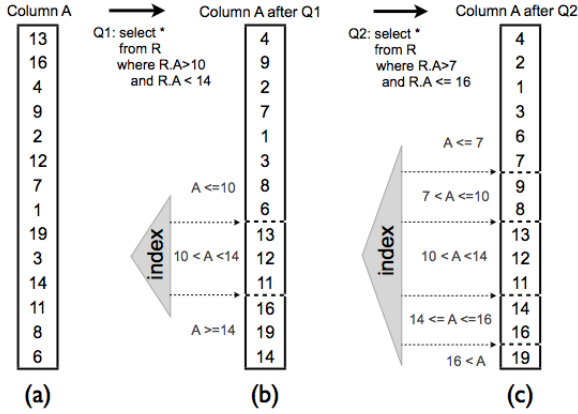 Column A
13
16
4
9
2
12
7
1
19
3
14
11
8
6
(a)
Q1: select *
from R
where R.A>10
and R.A < 14
Column A after Q1
4
9
2
7
1
3
8
6
13
12
11
16
19
14
A <=10
10 < A <14
A >=14
index
(b)
Q2: select *
from R
where R.A>7
and R.A <= 16
Column A after Q2
4
2
1
3
6
7
9
8
13
12
11
14
16
19
A <= 7
7 < A <=10
10 < A <14
14 <= A <=16
16 < A
index
(c)